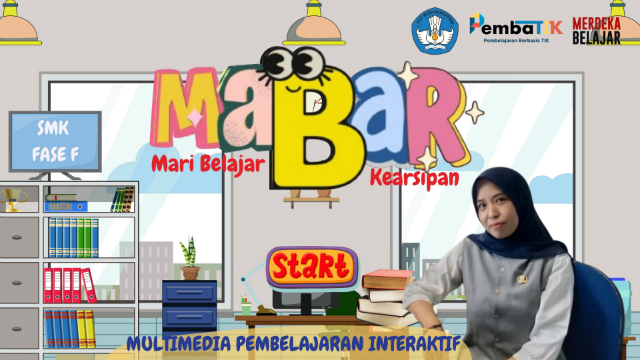 PembaTIK
Pembelajaran Berbasis TIK
MERDEKA
BELAJAR
MaBaR
Mari Belajar
Kearsipan
SMK
FASE F
Start
MULTIMEDIA PEMBELAJARAN INTERAKTIF